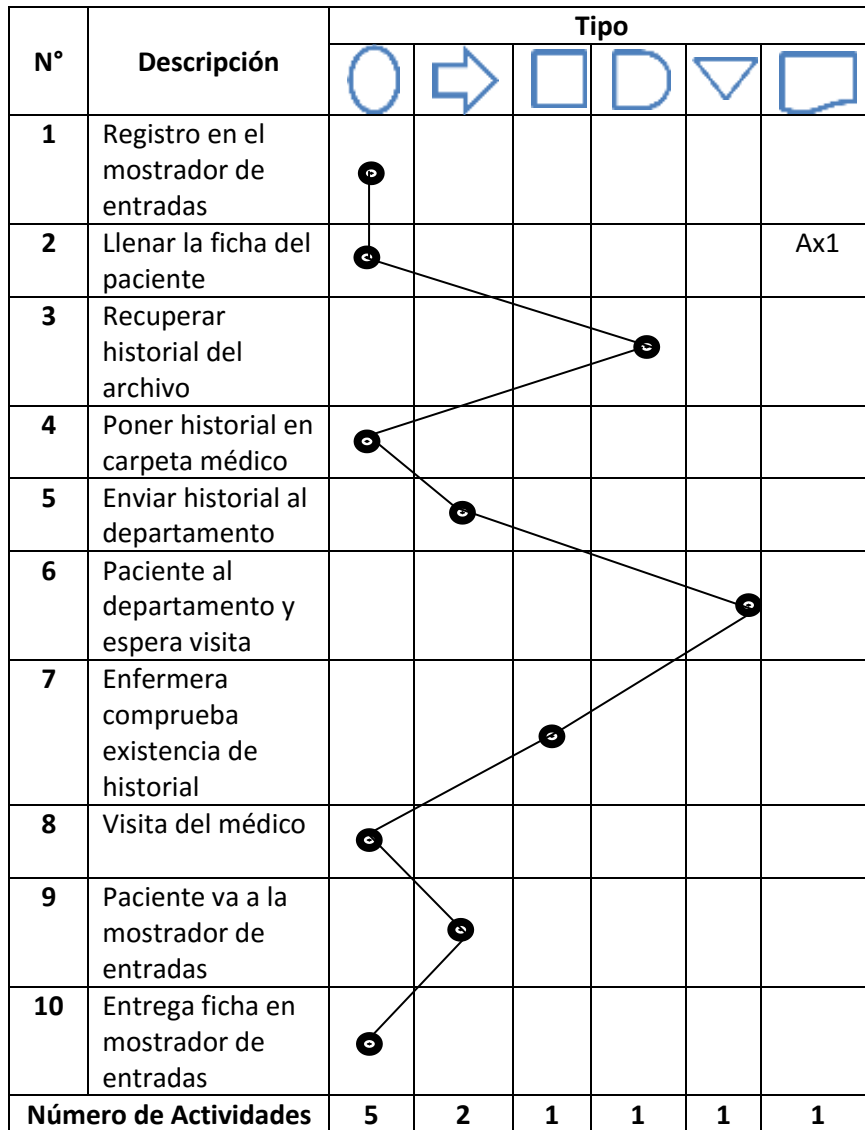 N°
Descripción
Tipo
1
Registro en el
mostrador de
entradas
2
Llenar la ficha del
paciente
Ax1
3
Recuperar
historial del
archivo
4
Poner historial en
carpeta médico
5
Enviar historial al
departamento
6
Paciente al
departamento y
espera visita
7
Enfermera
comprueba
existencia de
historial
8
Visita del médico
9
Paciente va a la
mostrador de
entradas
10
Entrega ficha en
mostrador de
entradas
Número de Actividades 5 2 1 1 1 1